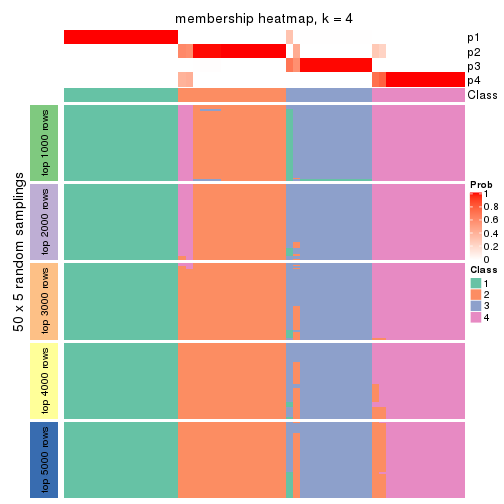 membership heatmap, k = 4
p1
p2
p3
p4
Class
50 x 5 random samplings
top 1000 rows
top 2000 rows
top 3000 rows
top 4000 rows
top 5000 rows
Prob
1
0.8
0.6
0.4
0.2
0
Class
1
2
3
4